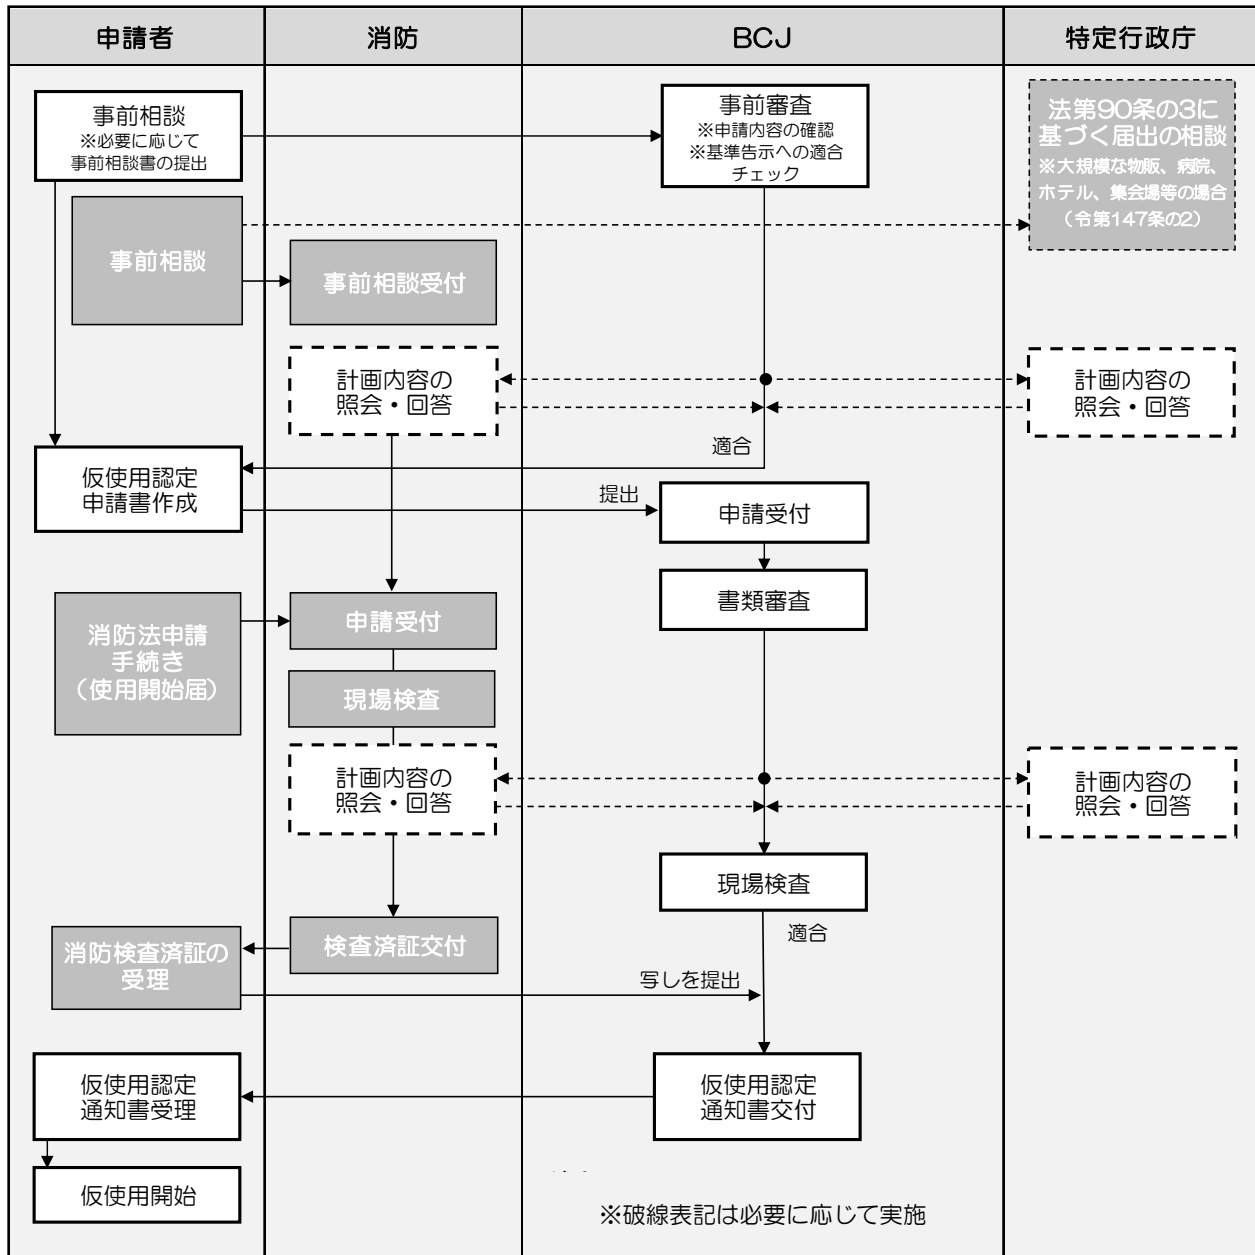 申請者
消防
BCJ
特定行政庁
事前相談
※必要に応じて
事前相談書の提出
事前審査
※申請内容の確認
※基準告示への適合
チェック
法第90条の3に
基づく届出の相談
※大規模な物販、病院、
ホテル、集会場等の場合
（令第147条の2）
事前相談
事前相談受付
計画内容の
照会・回答
計画内容の
照会・回答
適合
仮使用認定
申請書作成
提出
申請受付
書類審査
消防法申請
手続き
（使用開始届）
申請受付
現場検査
計画内容の
照会・回答
計画内容の
照会・回答
現場検査
適合
検査済証交付
消防検査済証の
受理
写しを提出
仮使用認定
通知書受理
仮使用認定
通知書交付
仮使用開始
※破線表記は必要に応じて実施